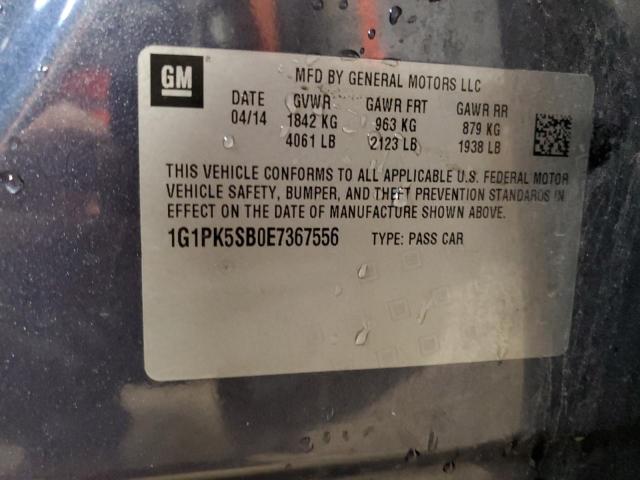 GM
MFD BY GENERAL MOTORS LLC
DATE GVWR GAWR FRT GAWR RR
04/14 1842 KG 963 KG 879 KG
4061 LB 2123 LB 1938 LB
THIS VEHICLE CONFORMS TO ALL APPLICABLE U.S. FEDERAL MOTOR
VEHICLE SAFETY, BUMPER, AND THEFT PREVENTION STANDARDS IN
EFFECT ON THE DATE OF MANUFACTURE SHOWN ABOVE.
1G1PK5SB0E7367556 TYPE: PASS CAR